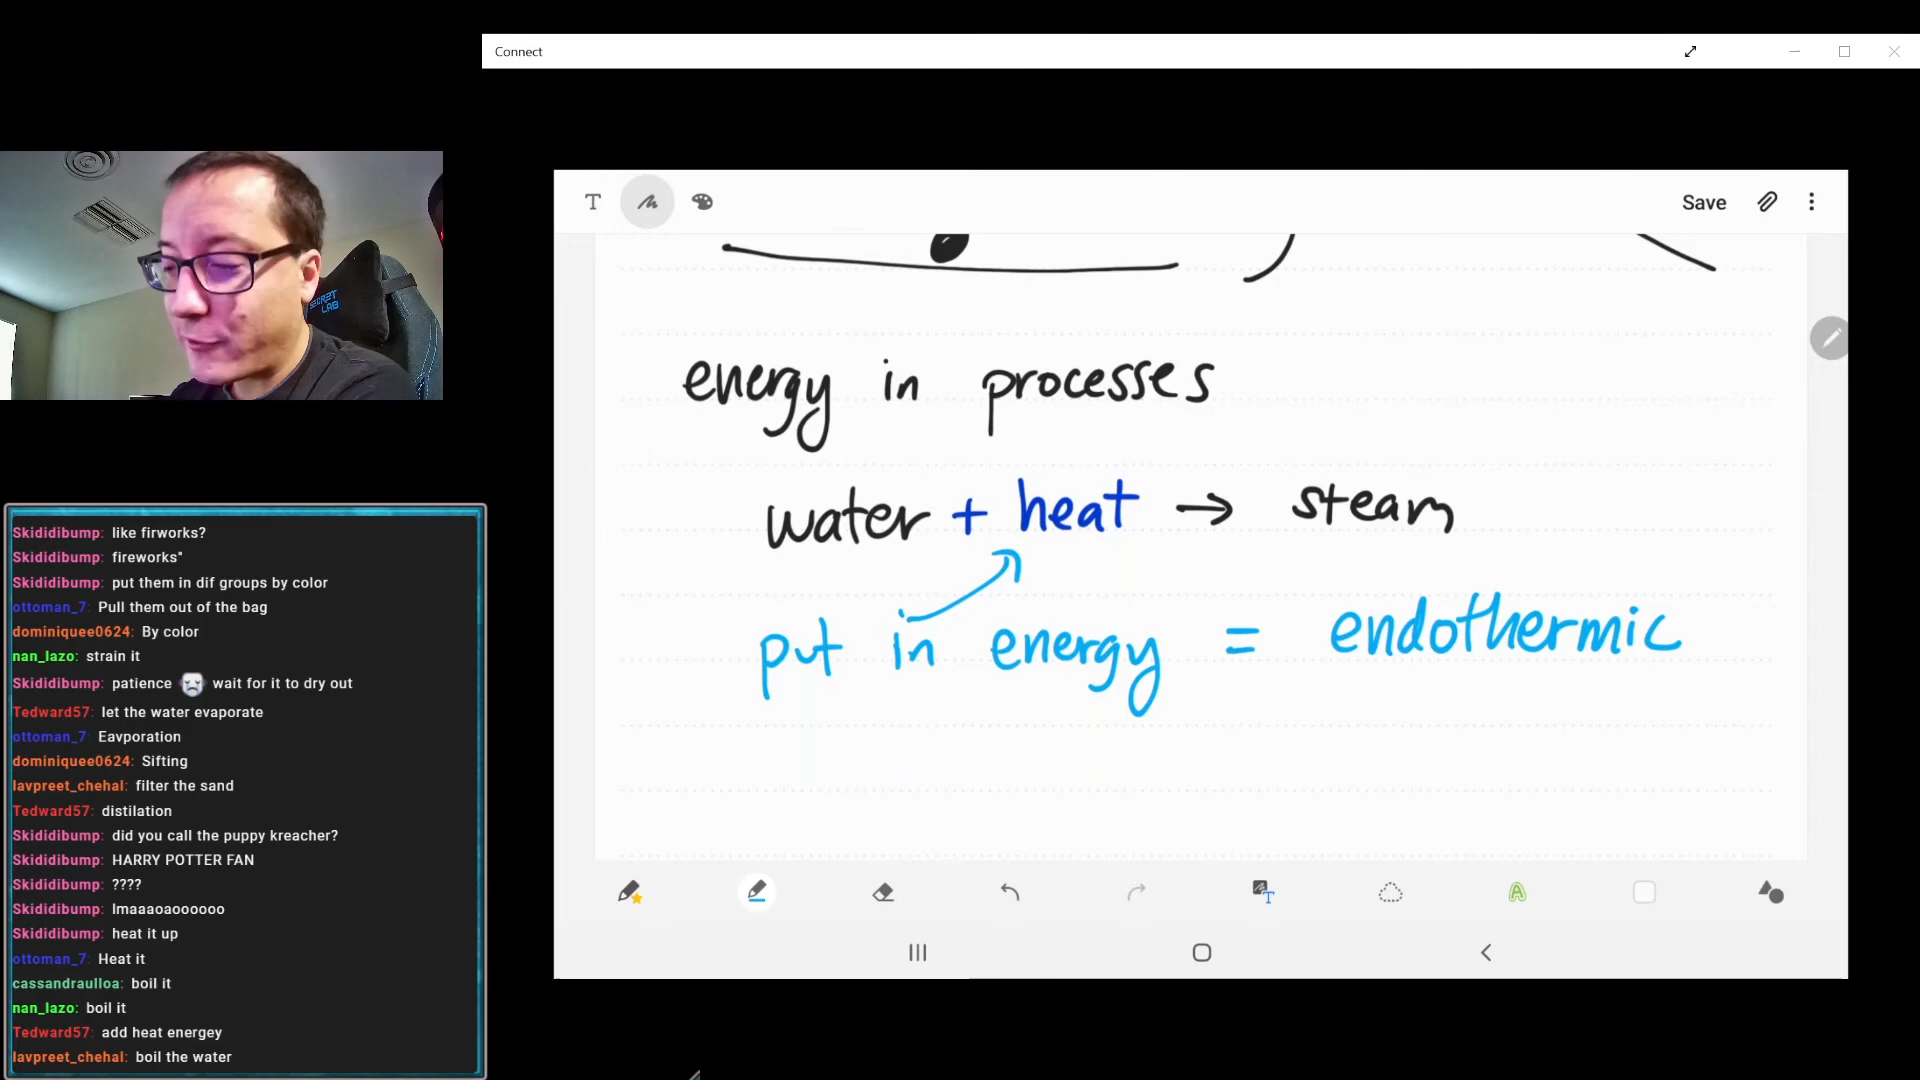 Connect
T
Save
SECRET
LAB
energy in processes
water + heat → steam
put in energy = endothermic
Skididibump: like firworks?
Skididibump: fireworks"
Skididibump: put them in dif groups by color
ottoman_7: Pull them out of the bag
dominiquee0624: By color
nan_lazo: strain it
Skididibump: patience wait for it to dry out
Tedward57: let the water evaporate
ottoman_7: Eavporation
dominiquee0624: Sifting
lavpreet_chehal: filter the sand
Tedward57: distilation
Skididibump: did you call the puppy kreacher?
Skididibump: HARRY POTTER FAN
Skididibump: ????
Skididibump: lmaaaoaoooooo
Skididibump: heat it up
ottoman_7: Heat it
cassandraulloa: boil it
nan_lazo: boil it
Tedward57: add heat energey
lavpreet_chehal: boil the water
T
A